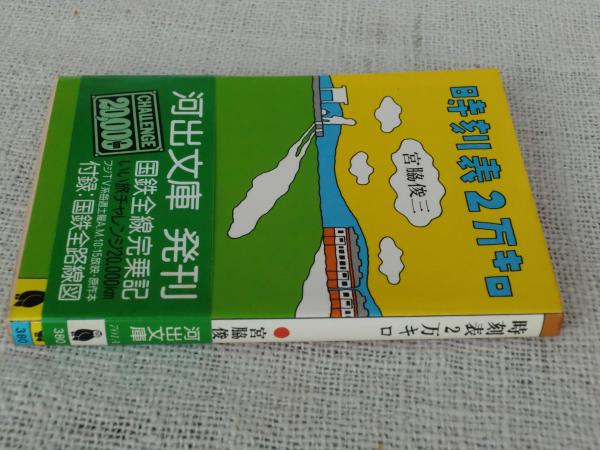 時刻表2万キロ
宮脇俊三
河出文庫 発刊
CHALLENGE
20,000
国鉄全線完乗記
いい旅チャレンジ20,000km
付録・国鉄全路線図
時刻表2万キロ
宮脇俊
河出文庫
380
380